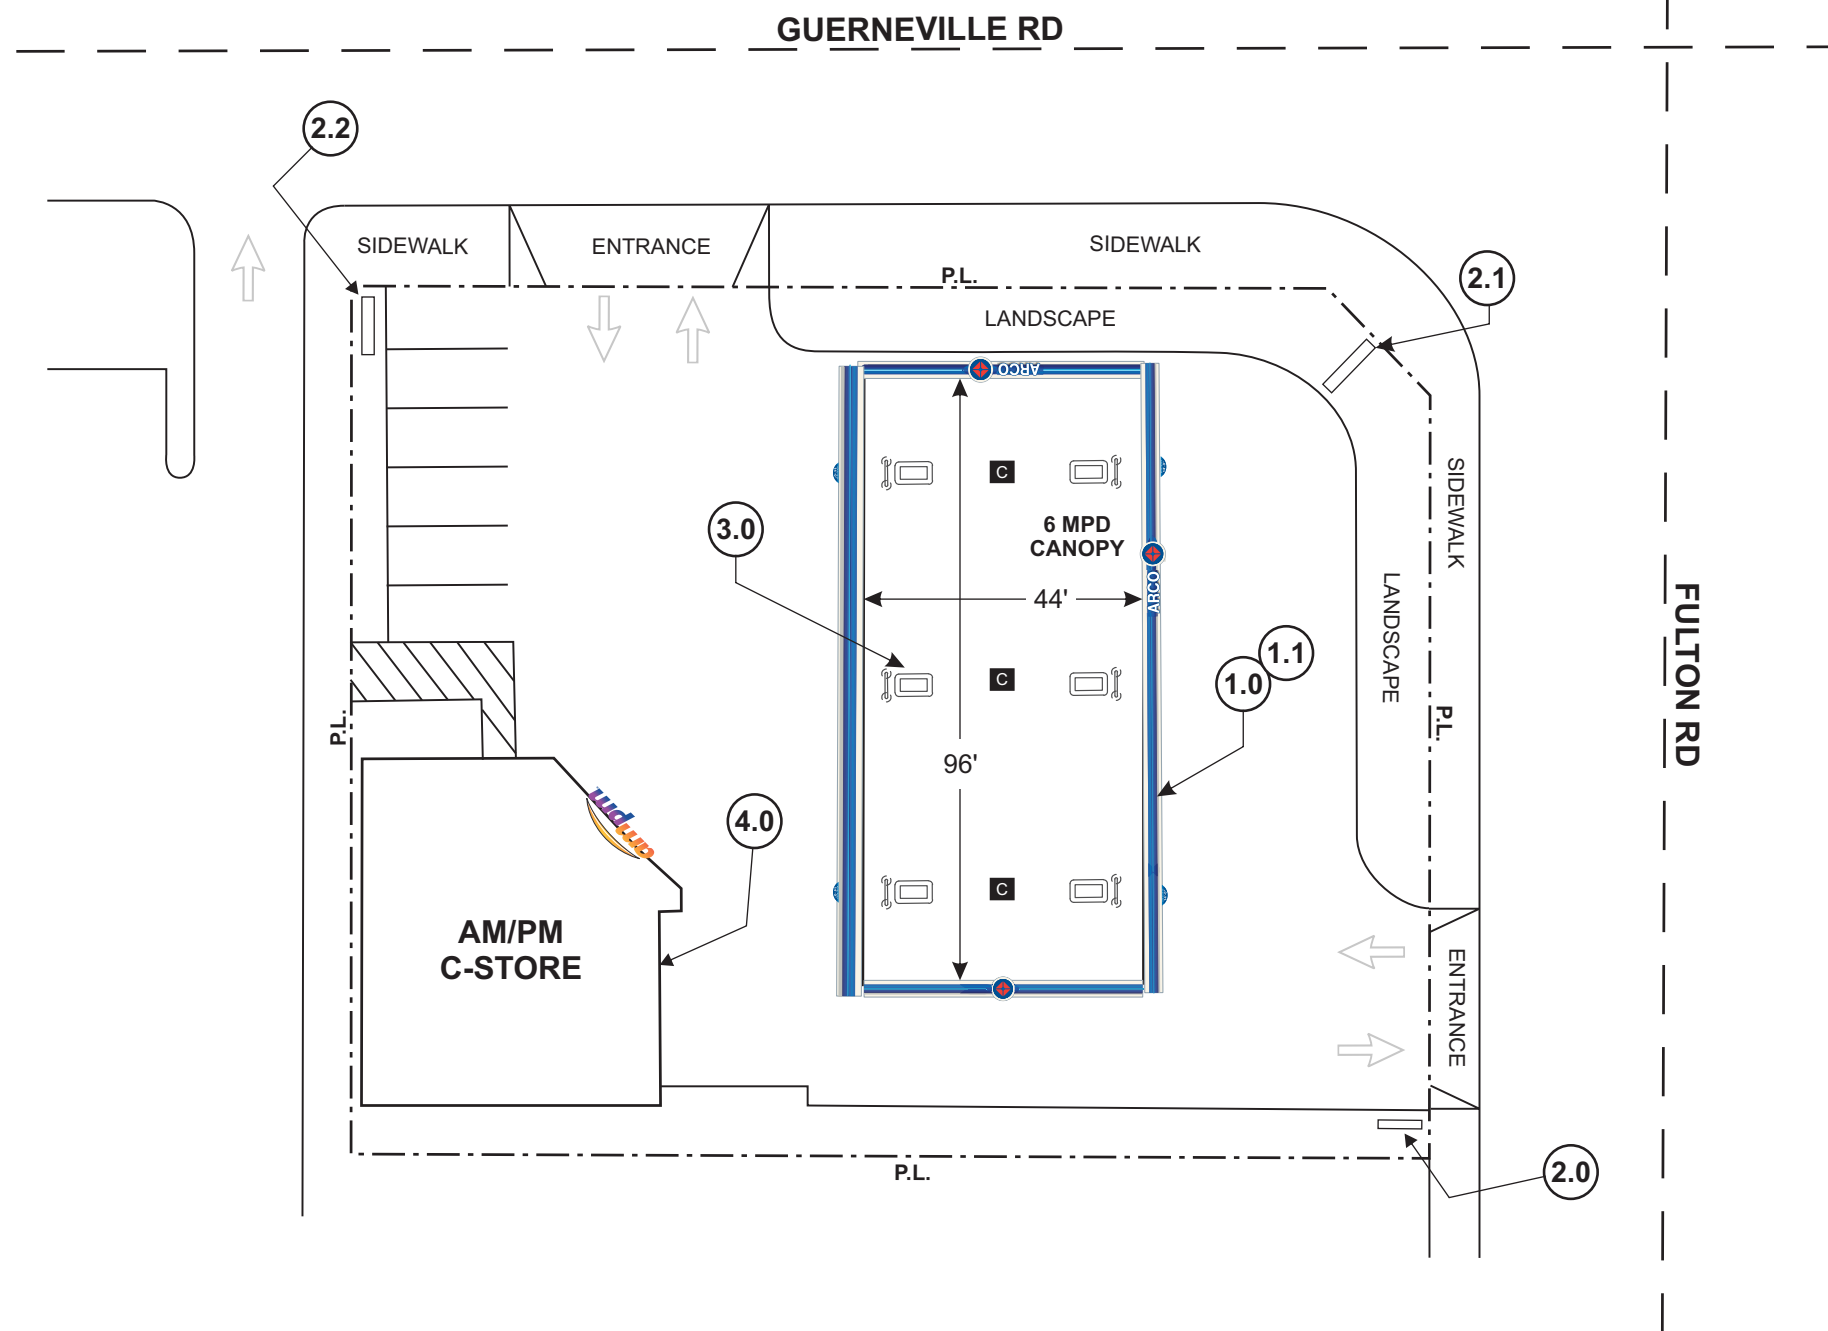 GUERNEVILLE RD
2.2
SIDEWALK
ENTRANCE
SIDEWALK
P.L.
2.1
LANDSCAPE
ARCO
C
6 MPD
CANOPY
3.0
SIDEWALK
44'
ARCO
LANDSCAPE
FULTON RD
1.1
1.0
C
P.L.
P.L.
96'
ampm
4.0
C
AM/PM
C-STORE
ENTRANCE
2.0
P.L.